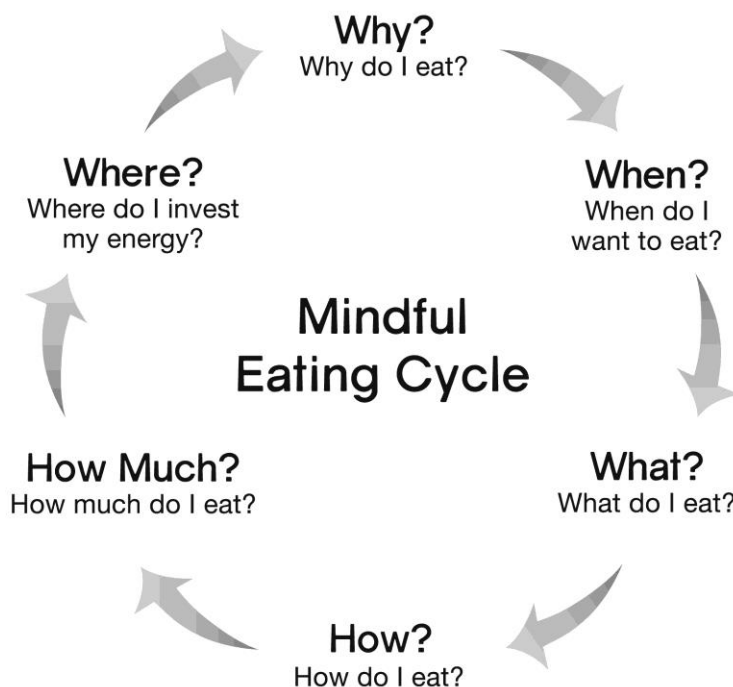 Why?
Why do I eat?
When?
When do I
want to eat?
What?
What do I eat?
How?
How do I eat?
How Much?
How much do I eat?
Where?
Where do I invest
my energy?
Mindful
Eating Cycle